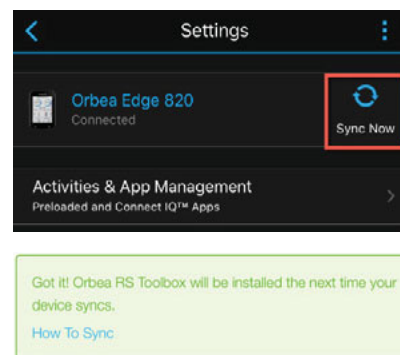 Settings
Orbea Edge 820
Connected
Sync Now
Activities & App Management
Preloaded and Connect IQ™ Apps
Got it! Orbea RS Toolbox will be installed the next time your
device syncs.
How To Sync